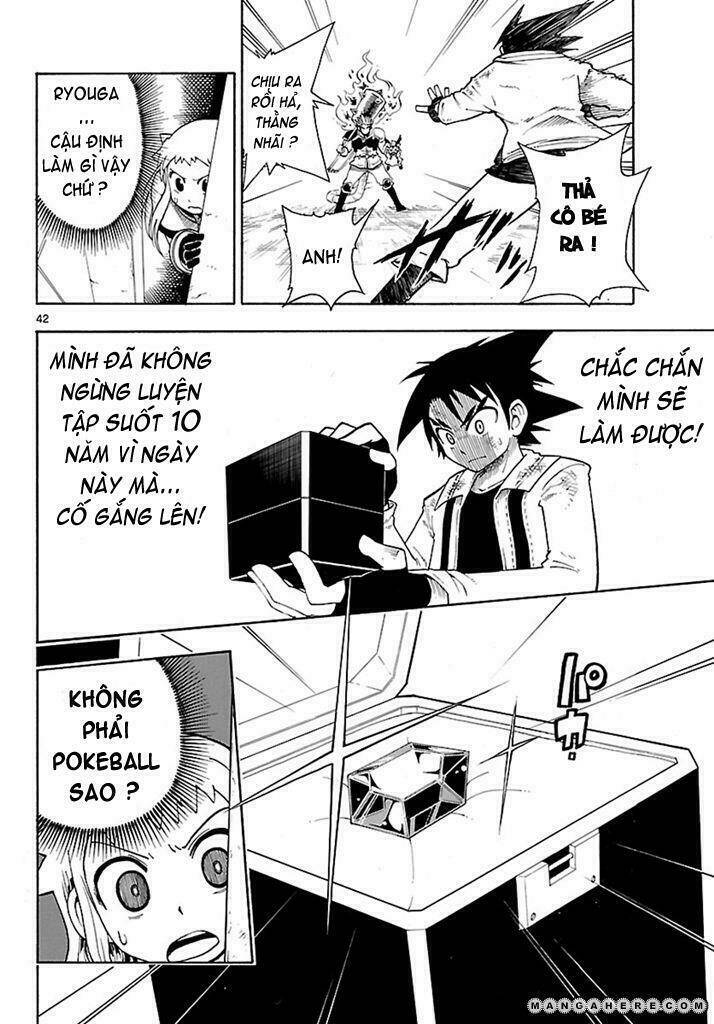 THẢ
CÔ BÉ
RA !
CHỊU RA
RỒI HẢ,
THẰNG
NHÃI ?
ANH!
RYOUGA
...
CẬU ĐỊNH
LÀM GÌ VẬY
CHỨ ?
42
MÌNH ĐÃ KHÔNG
NGỪNG LUYỆN
TẬP SUỐT 10
NĂM VÌ NGÀY
NÀY MÀ...
CỐ GẮNG LÊN!
CHẮC CHẮN
MÌNH SẼ
LÀM ĐƯỢC!
パカ
KHÔNG
PHẢI
POKEBALL
SAO ?
MANGAHERE.COM